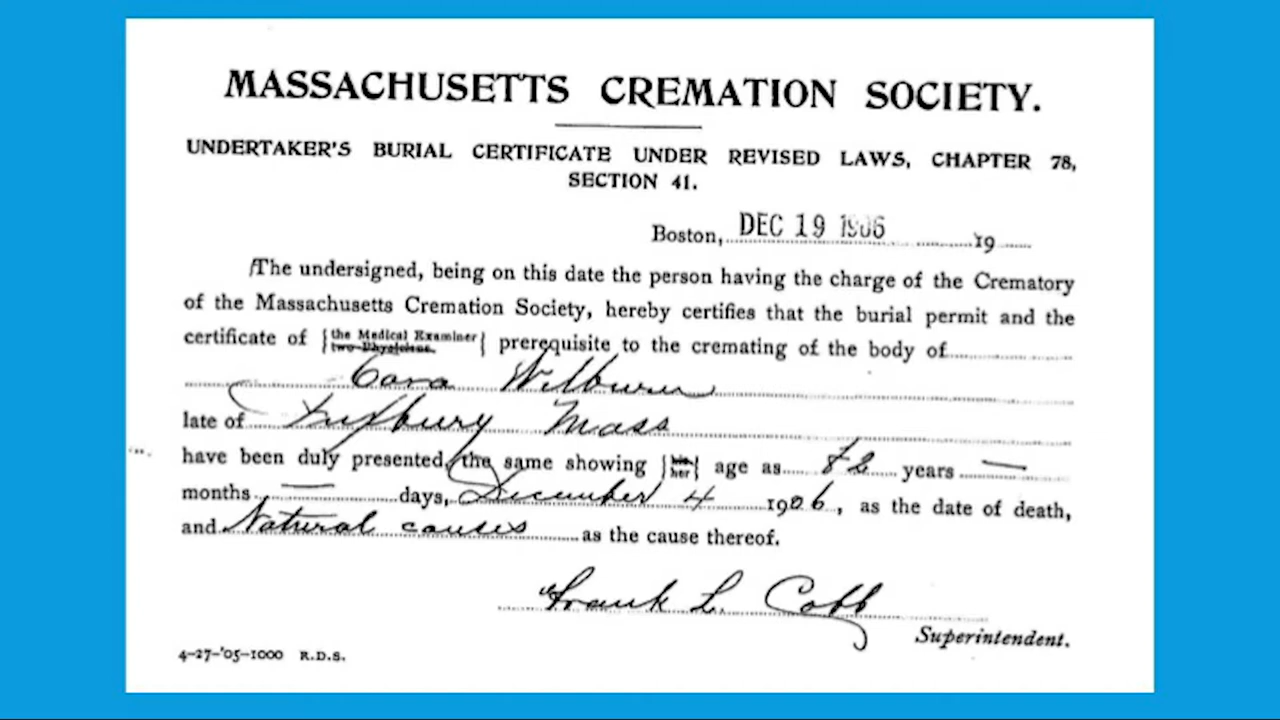 MASSACHUSETTS CREMATION SOCIETY.
UNDERTAKER'S BURIAL CERTIFICATE UNDER REVISED LAWS, CHAPTER 78,
SECTION 41.
Boston, DEC 19 1906 19
The undersigned, being on this date the person having the charge of the Crematory
of the Massachusetts Cremation Society, hereby certifies that the burial permit and the
certificate of {the Medical Examiner two Physicians.} prerequisite to the cremating of the body of
Cora Wilburn
late of Duxbury Mass
have been duly presented, the same showing {his her} age as 82 years —
months — days, December 4 1906, as the date of death,
and Natural causes as the cause thereof.
Frank L. Cobb
Superintendent.
4-27-'05-1000 R.D.S.